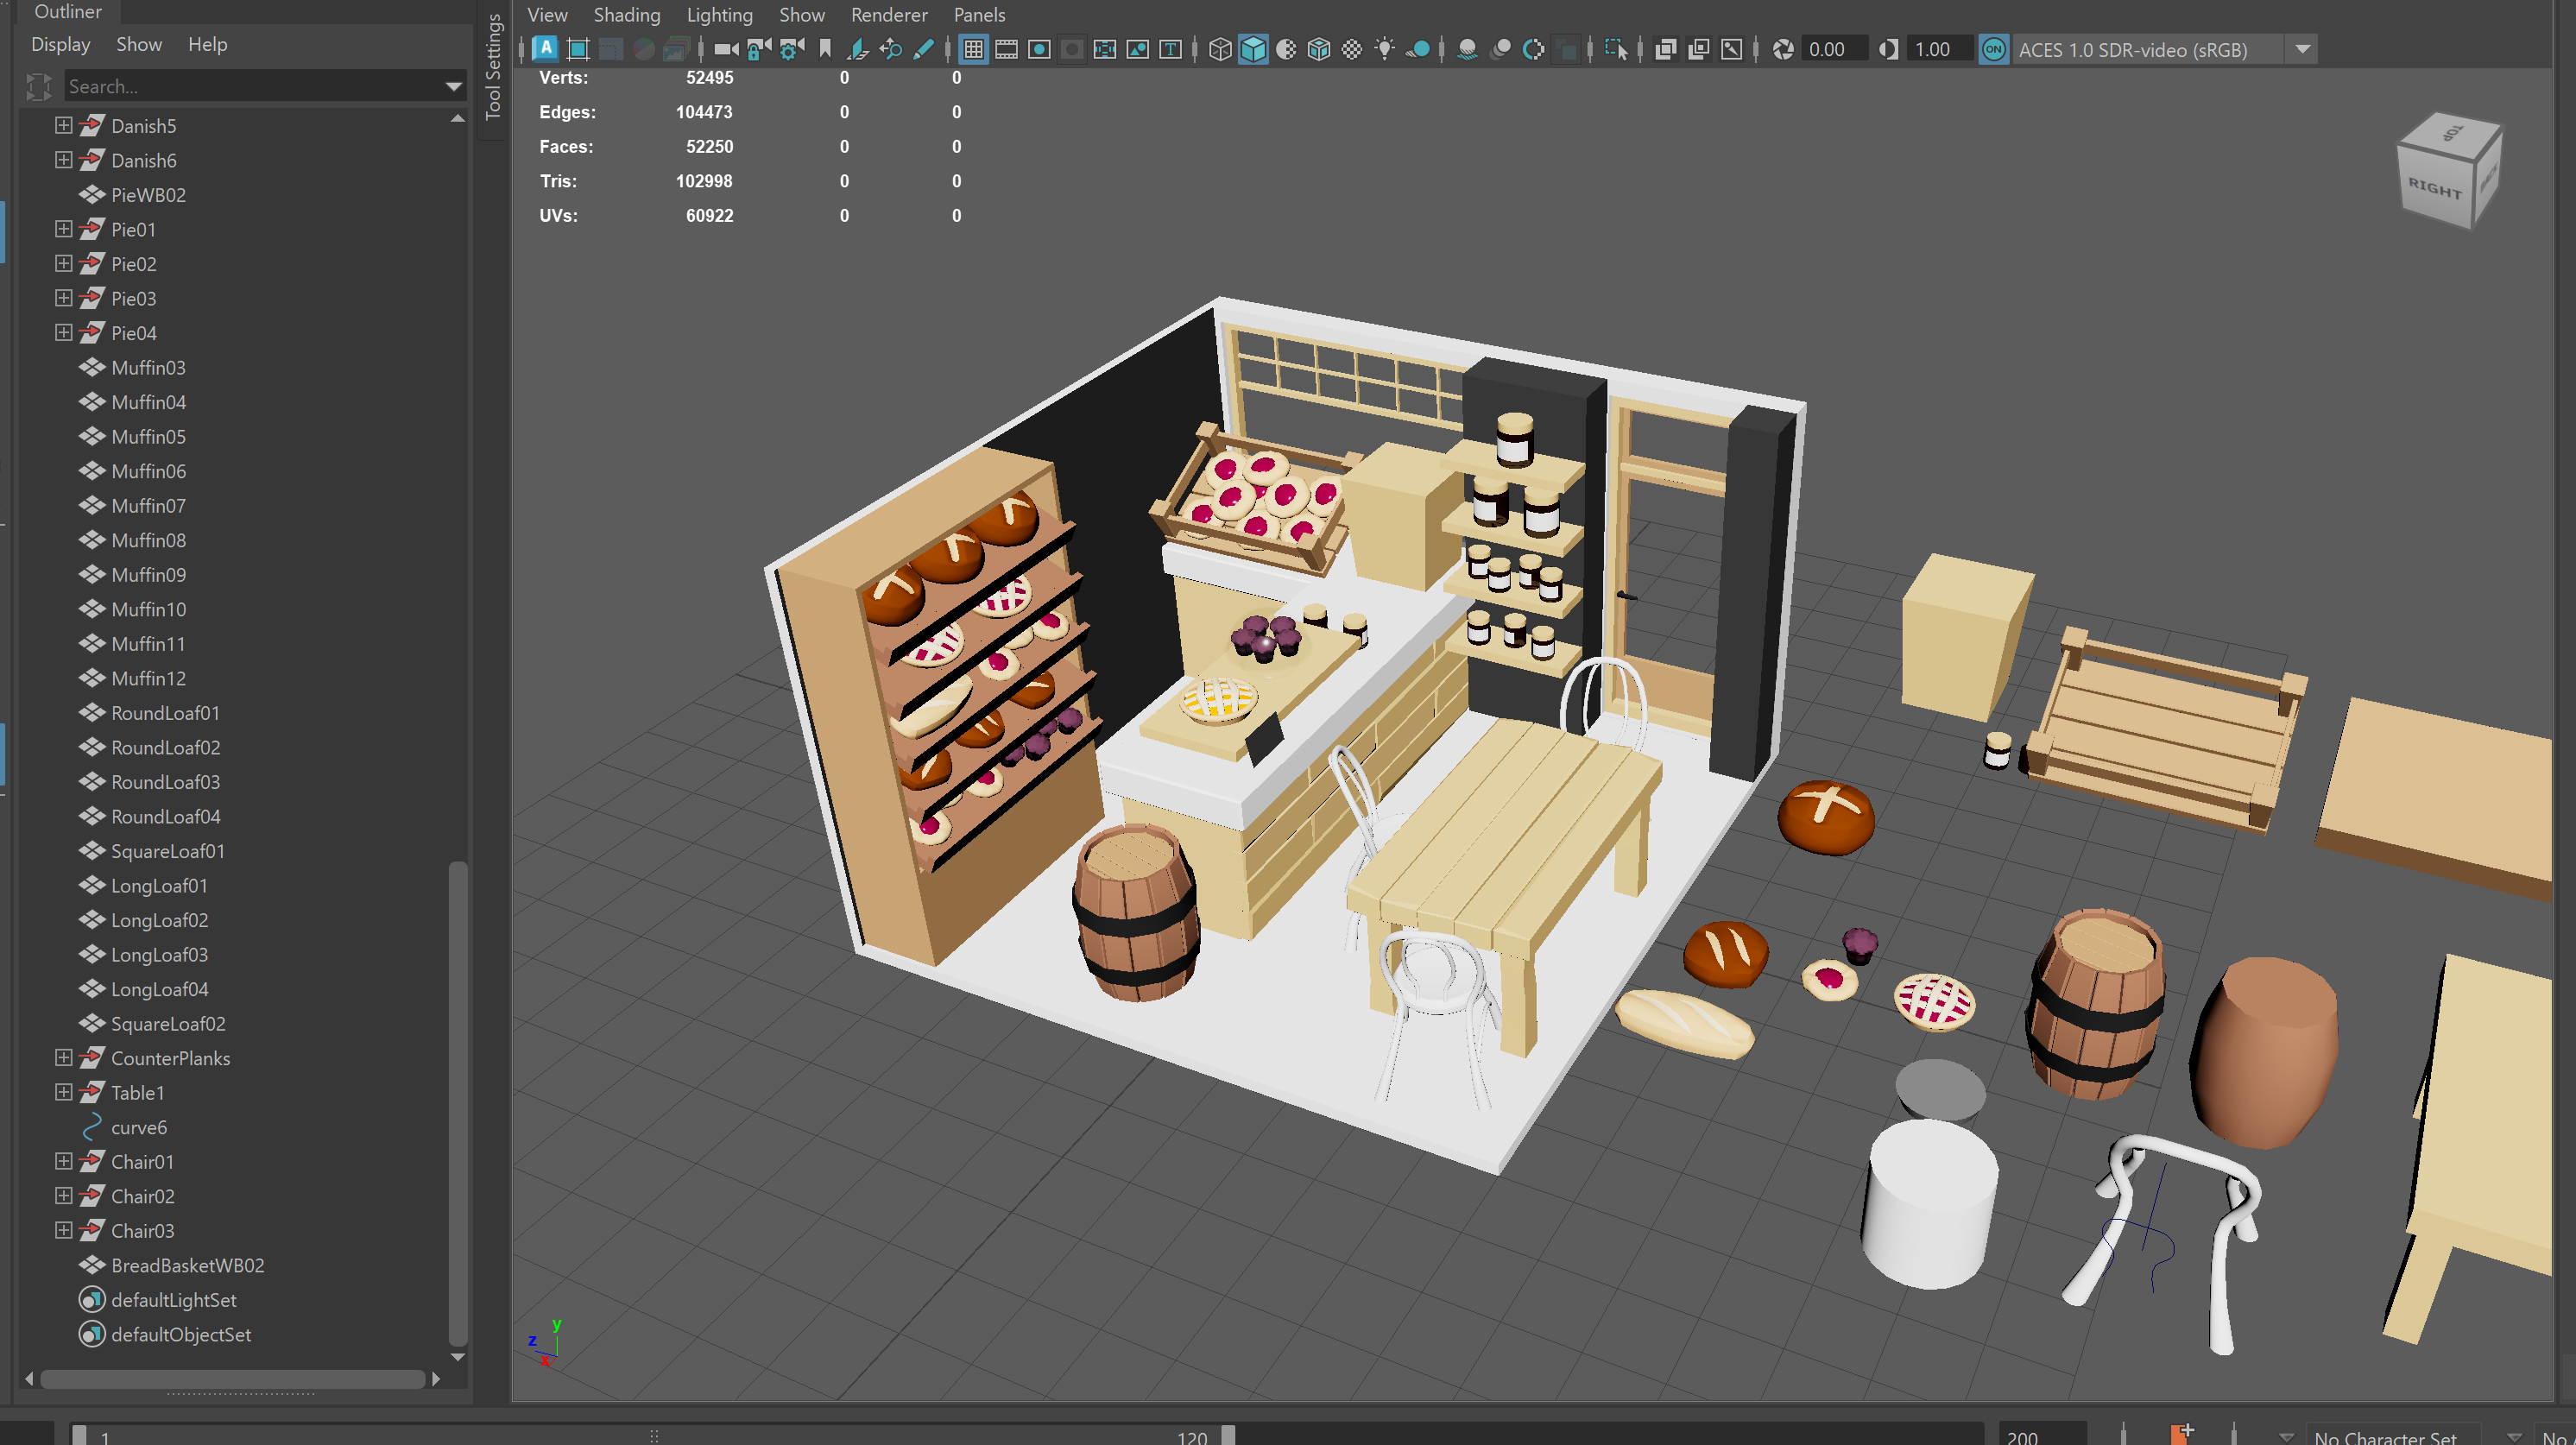 Outliner
Display Show Help
Search...
Danish5
Danish6
PieWB02
Pie01
Pie02
Pie03
Pie04
Muffin03
Muffin04
Muffin05
Muffin06
Muffin07
Muffin08
Muffin09
Muffin10
Muffin11
Muffin12
RoundLoaf01
RoundLoaf02
RoundLoaf03
RoundLoaf04
SquareLoaf01
LongLoaf01
LongLoaf02
LongLoaf03
LongLoaf04
SquareLoaf02
CounterPlanks
Table1
curve6
Chair01
Chair02
Chair03
BreadBasketWB02
defaultLightSet
defaultObjectSet
Tool Settings
View Shading Lighting Show Renderer Panels
A T 0.00 1.00 ON ACES 1.0 SDR-video (sRGB)
Verts: 52495 0 0
Edges: 104473 0 0
Faces: 52250 0 0
Tris: 102998 0 0
UVs: 60922 0 0
TOP
RIGHT
BACK
y
z
x
1 120 200 No Character Set